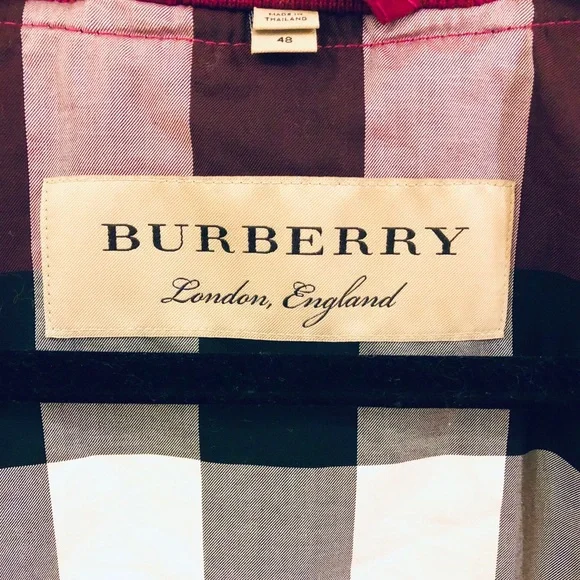 MADE IN
THAILAND
48
BURBERRY
London, England